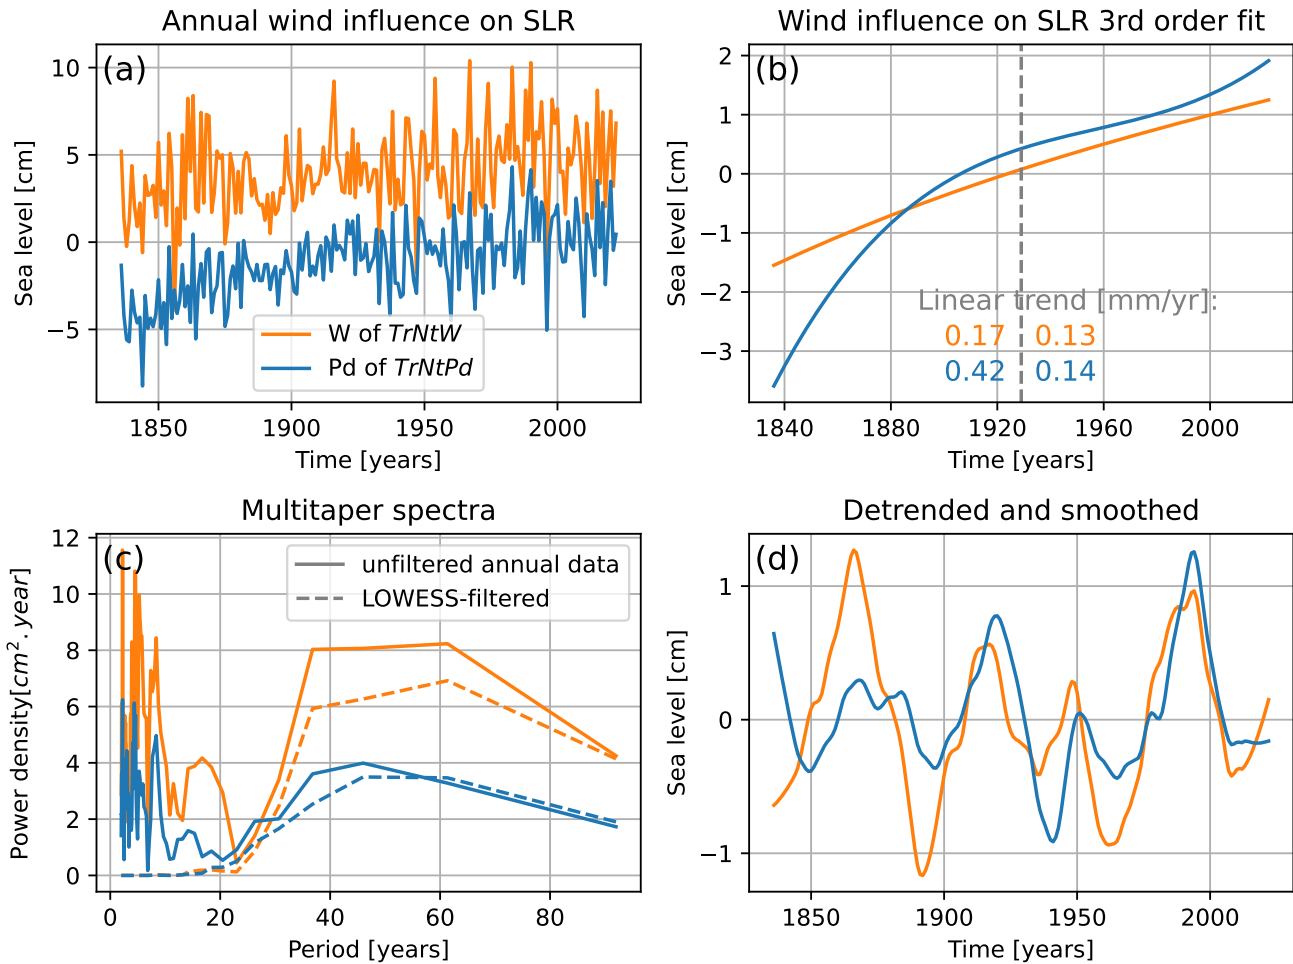 Annual wind influence on SLR
(a)
Sea level [cm]
10
5
0
−5
W of TrNtW
Pd of TrNtPd
1850 1900 1950 2000
Time [years]
Wind influence on SLR 3rd order fit
(b)
Sea level [cm]
2
1
0
−1
−2
−3
Linear trend [mm/yr]:
0.17 0.13
0.42 0.14
1840 1880 1920 1960 2000
Time [years]
Multitaper spectra
(c)
Power density[cm².year]
12
10
8
6
4
2
0
unfiltered annual data
LOWESS-filtered
0 20 40 60 80
Period [years]
Detrended and smoothed
(d)
Sea level [cm]
1
0
−1
1850 1900 1950 2000
Time [years]